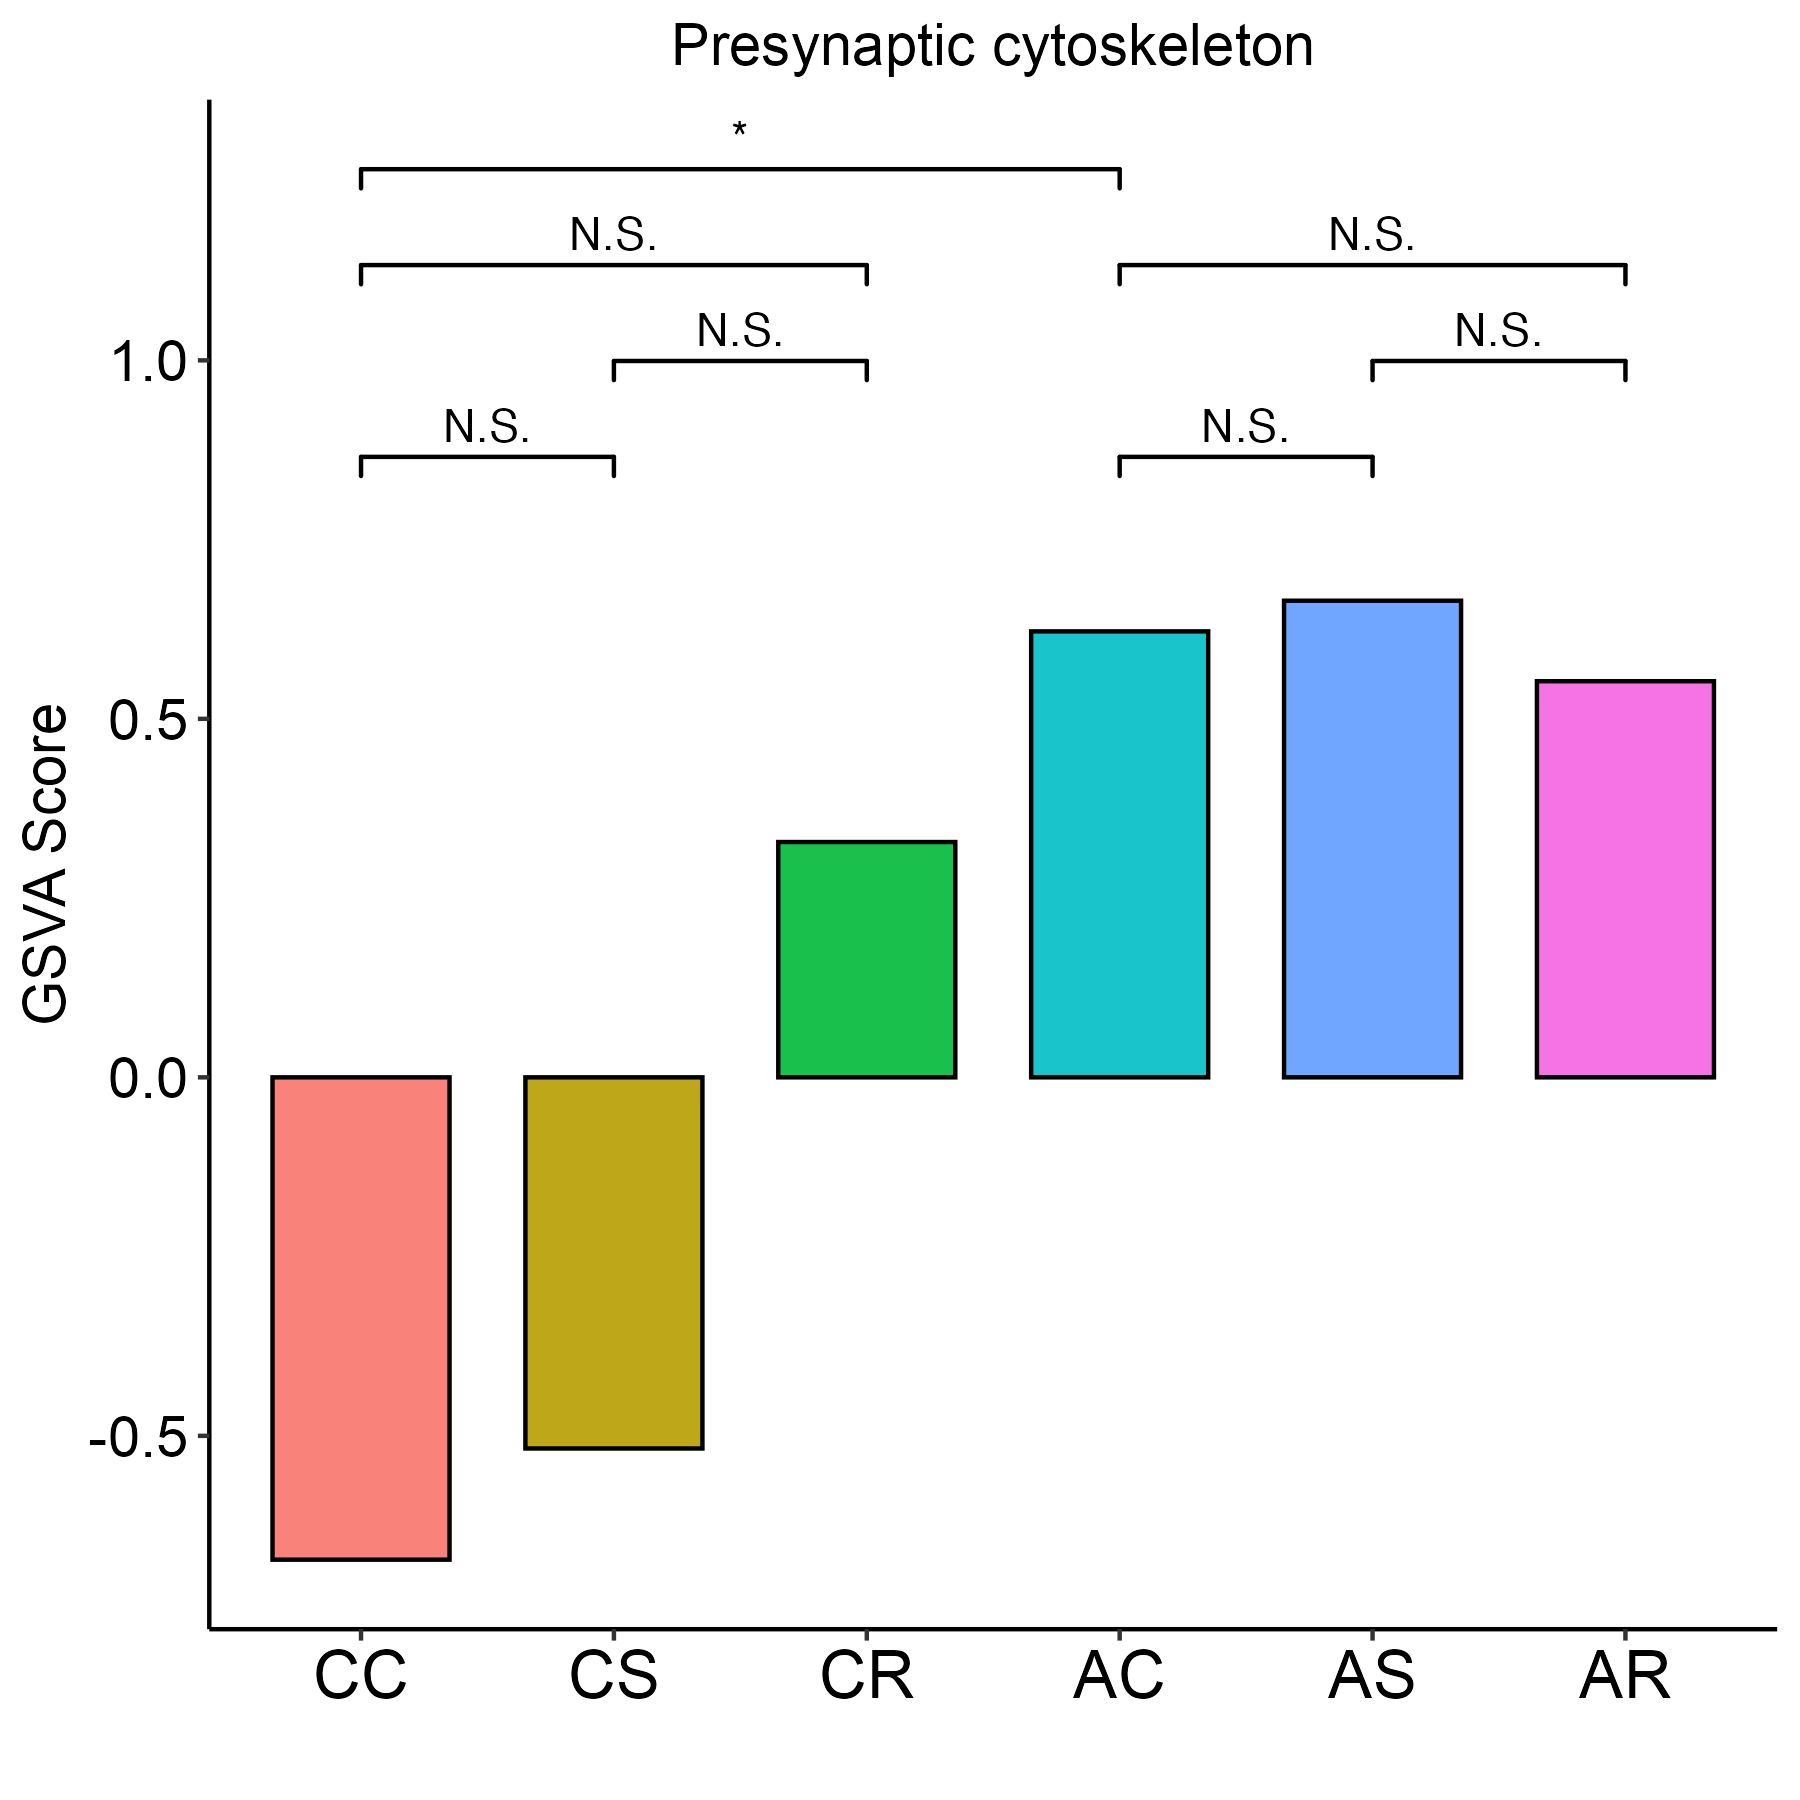 Presynaptic cytoskeleton
*
N.S.
N.S.
N.S.
N.S.
N.S.
N.S.
1.0
0.5
0.0
-0.5
GSVA Score
CC CS CR AC AS AR